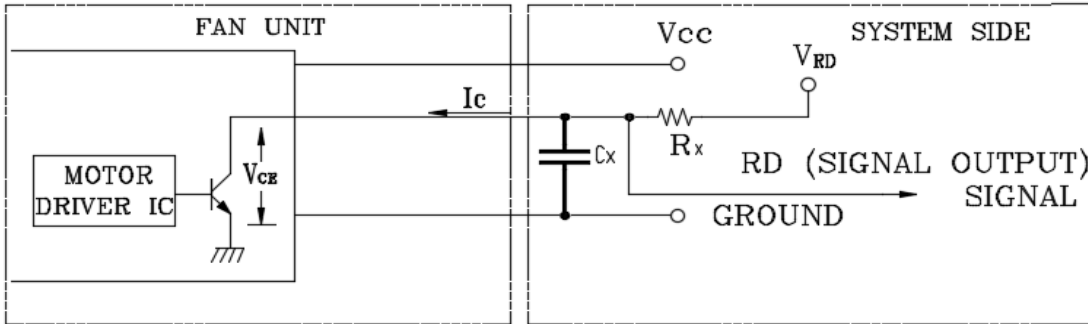 FAN UNIT
Vcc
SYSTEM SIDE
VRD
Ic
Rx
Cx
VCE
MOTOR
DRIVER IC
RD (SIGNAL OUTPUT)
SIGNAL
GROUND